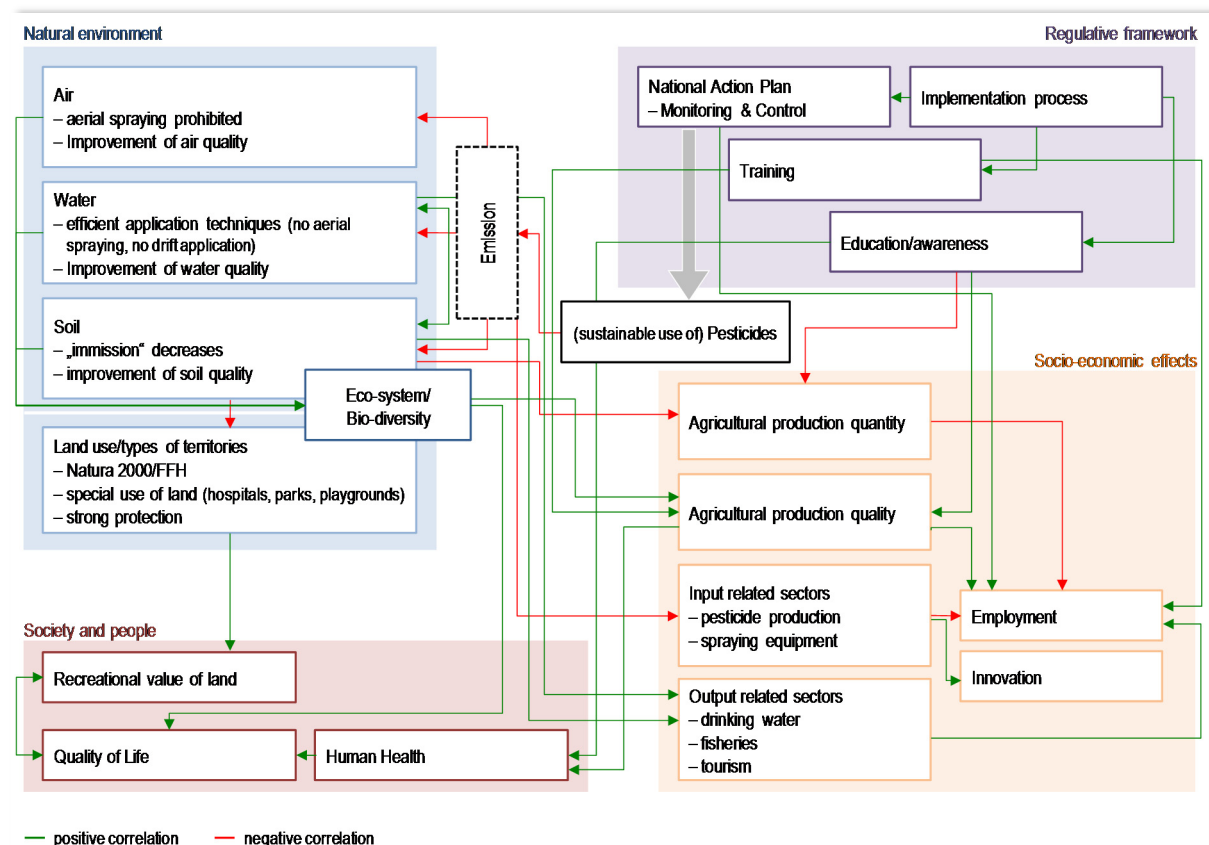 Natural environment
Regulative framework
Air
– aerial spraying prohibited
– Improvement of air quality
National Action Plan
– Monitoring & Control
Implementation process
Training
Water
– efficient application techniques (no aerial
spraying, no drift application)
– Improvement of water quality
Emission
Education/awareness
Soil
– „immission“ decreases
– improvement of soil quality
(sustainable use of) Pesticides
Socio-economic effects
Eco-system/
Bio-diversity
Agricultural production quantity
Land use/types of territories
– Natura 2000/FFH
– special use of land (hospitals, parks, playgrounds)
– strong protection
Agricultural production quality
Input related sectors
– pesticide production
– spraying equipment
Employment
Society and people
Recreational value of land
Innovation
Output related sectors
– drinking water
– fisheries
– tourism
Quality of Life
Human Health
positive correlation
negative correlation